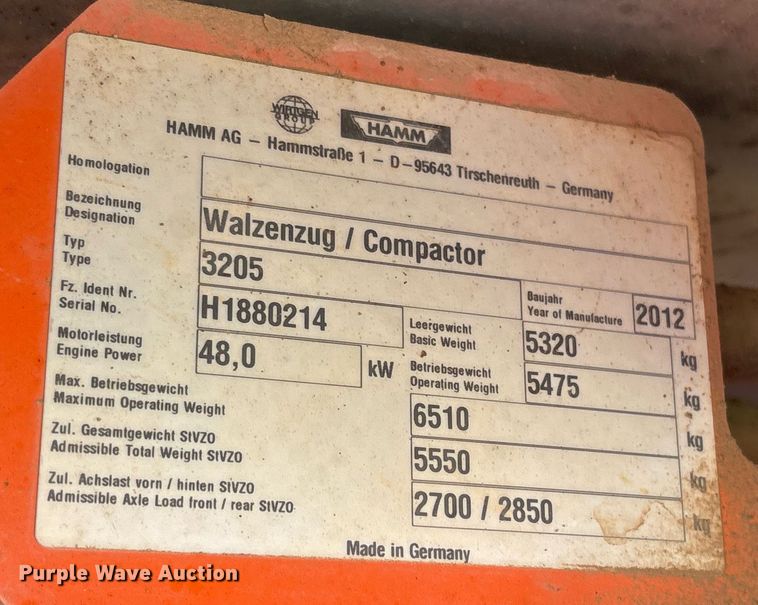 WIRTGEN GROUP
HAMM
HAMM AG – Hammstraße 1 – D–95643 Tirschenreuth – Germany
Homologation
Bezeichnung
Designation
Walzenzug / Compactor
Typ
Type
3205
Baujahr
Year of Manufacture
2012
Fz. Ident Nr.
Serial No.
H1880214
Leergewicht
Basic Weight
5320
kg
Motorleistung
Engine Power
48,0
kW
Betriebsgewicht
Operating Weight
5475
kg
Max. Betriebsgewicht
Maximum Operating Weight
6510
kg
Zul. Gesamtgewicht StVZO
Admissible Total Weight StVZO
5550
kg
Zul. Achslast vorn / hinten StVZO
Admissible Axle Load front / rear StVZO
2700 / 2850
kg
Made in Germany
Purple Wave Auction